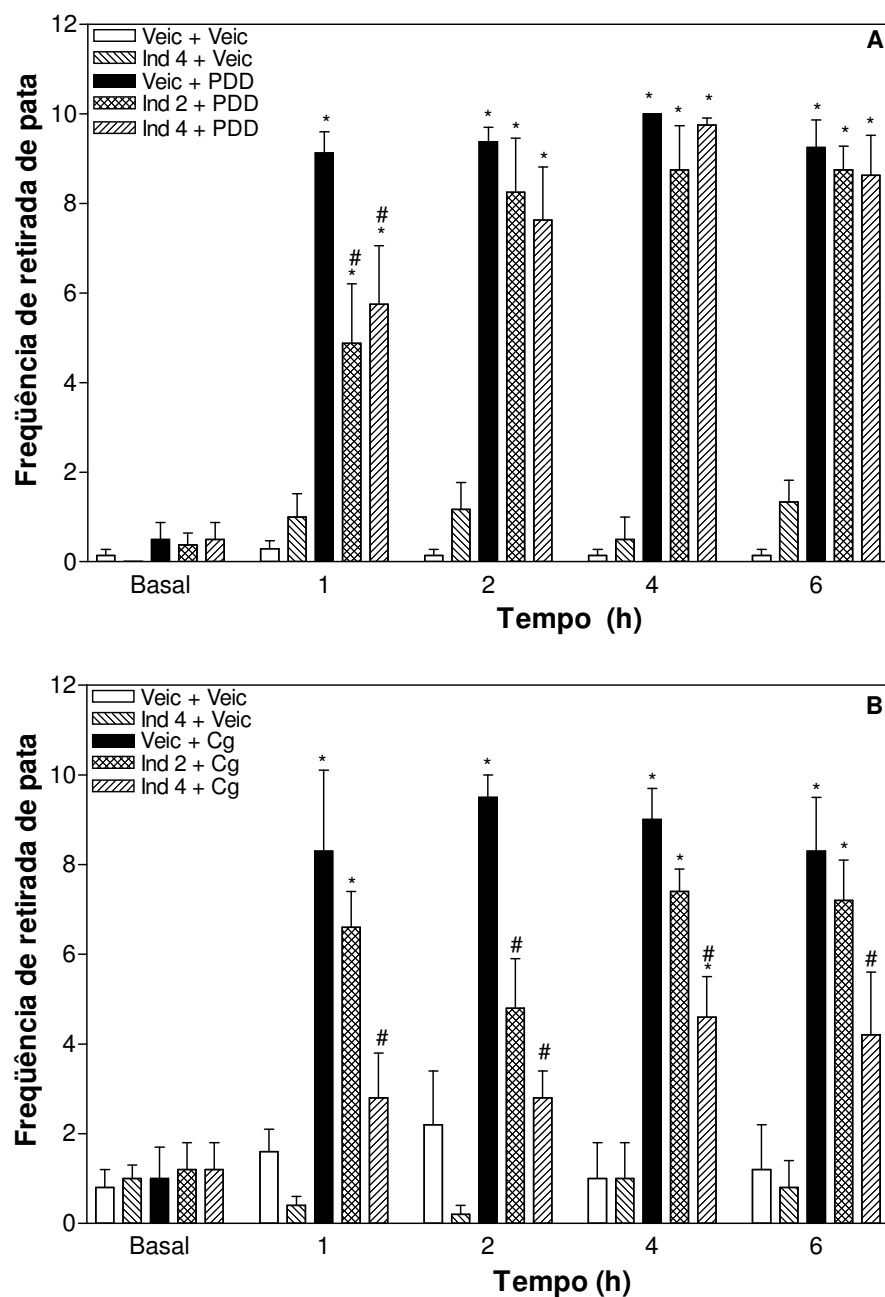 A
Veic + Veic
Ind 4 + Veic
Veic + PDD
Ind 2 + PDD
Ind 4 + PDD
Freqüência de retirada de pata
12
10
8
6
4
2
0
* #* #* * * * * * * * * *
Basal 1 2 4 6
Tempo (h)
B
Veic + Veic
Ind 4 + Veic
Veic + Cg
Ind 2 + Cg
Ind 4 + Cg
Freqüência de retirada de pata
12
10
8
6
4
2
0
* * # * # # * * #* * * #
Basal 1 2 4 6
Tempo (h)